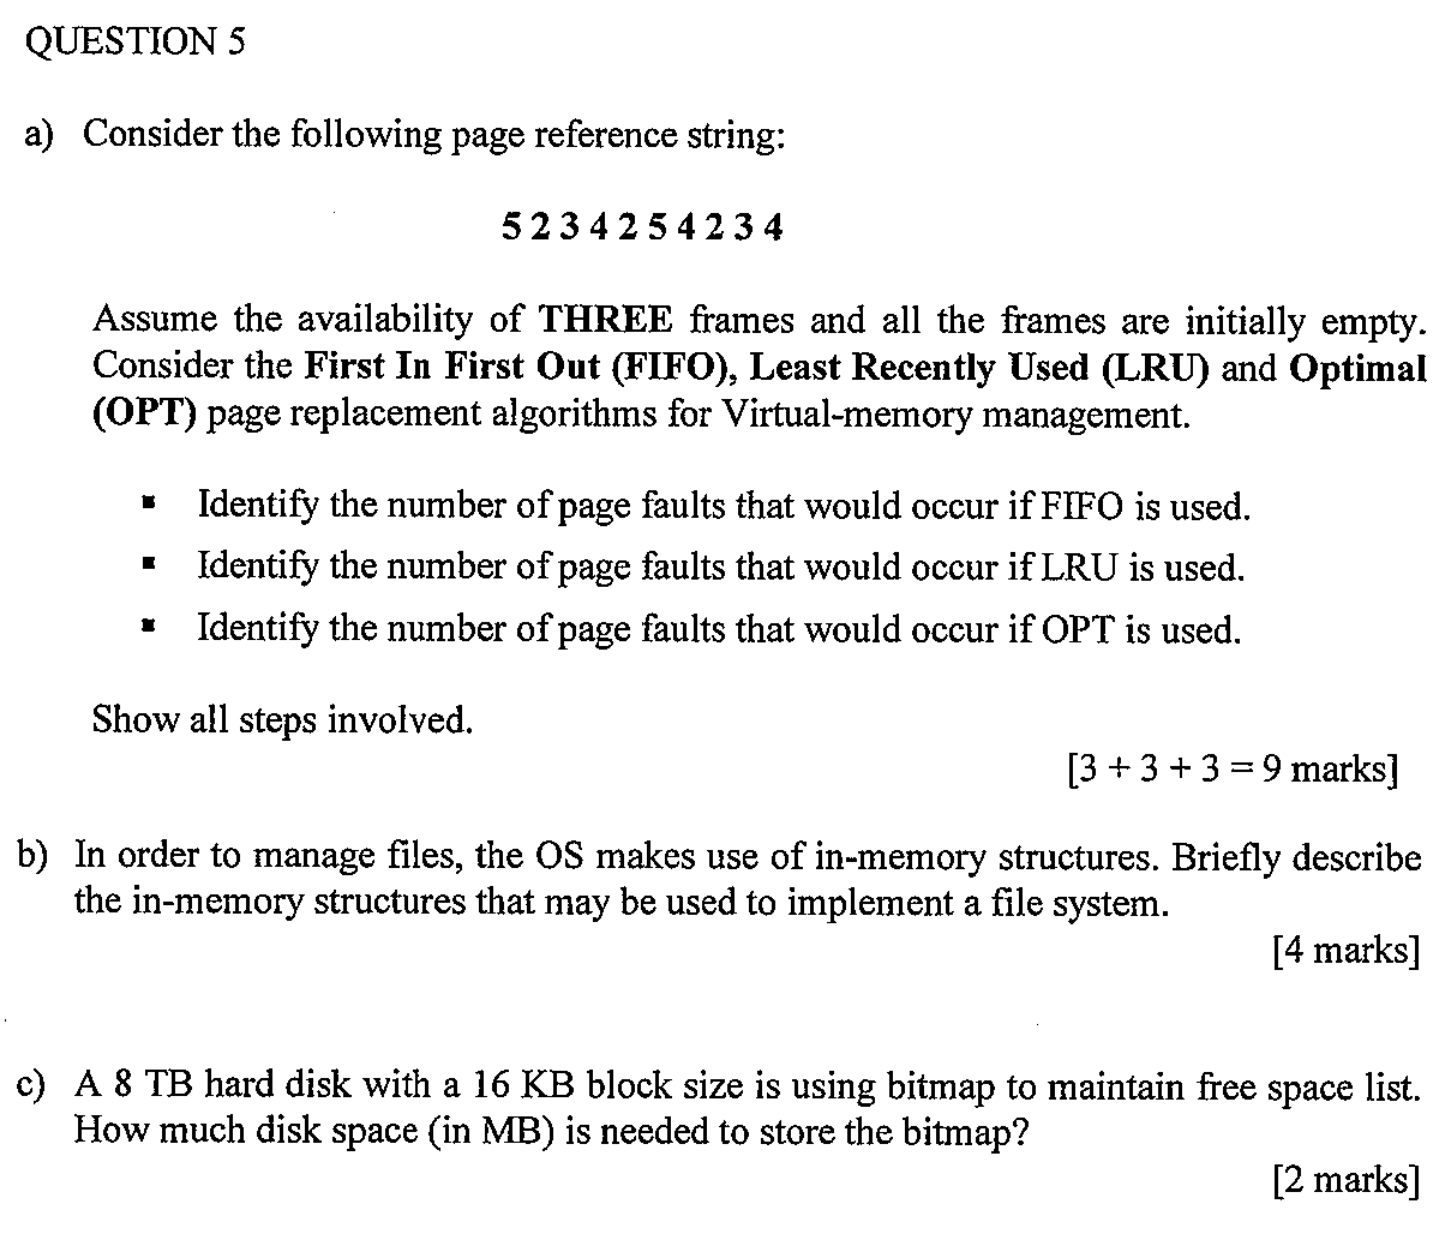 QUESTION 5
a) Consider the following page reference string:
5 2 3 4 2 5 4 2 3 4
Assume the availability of THREE frames and all the frames are initially empty.
Consider the First In First Out (FIFO), Least Recently Used (LRU) and Optimal
(OPT) page replacement algorithms for Virtual-memory management.
▪ Identify the number of page faults that would occur if FIFO is used.
▪ Identify the number of page faults that would occur if LRU is used.
▪ Identify the number of page faults that would occur if OPT is used.
Show all steps involved.
[3 + 3 + 3 = 9 marks]
b) In order to manage files, the OS makes use of in-memory structures. Briefly describe
the in-memory structures that may be used to implement a file system.
[4 marks]
c) A 8 TB hard disk with a 16 KB block size is using bitmap to maintain free space list.
How much disk space (in MB) is needed to store the bitmap?
[2 marks]